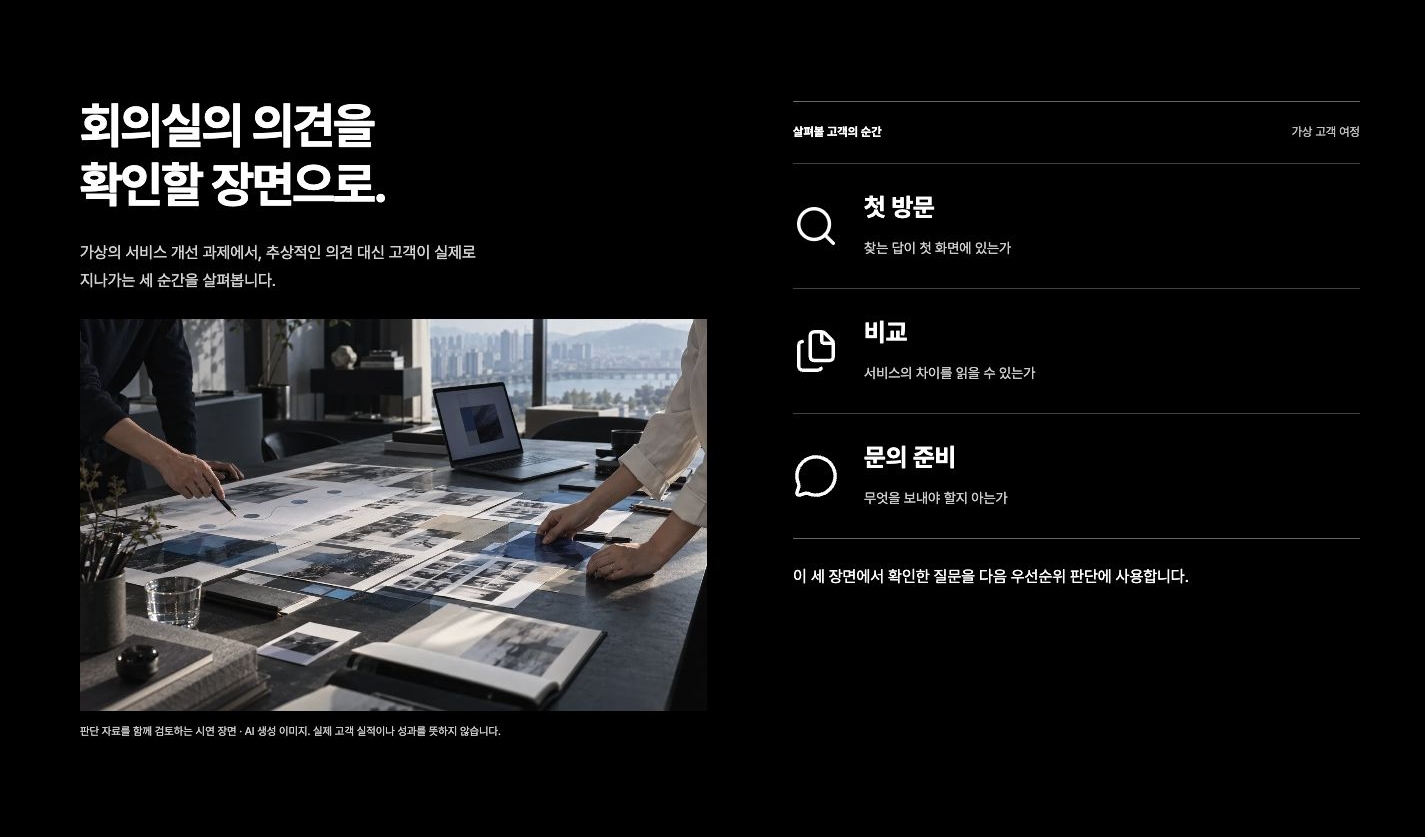 회의실의 의견을
확인할 장면으로.
가상의 서비스 개선 과제에서, 추상적인 의견 대신 고객이 실제로
지나가는 세 순간을 살펴봅니다.
판단 자료를 함께 검토하는 시연 장면 · AI 생성 이미지. 실제 고객 실적이나 성과를 뜻하지 않습니다.
살펴볼 고객의 순간
가상 고객 여정
첫 방문
찾는 답이 첫 화면에 있는가
비교
서비스의 차이를 읽을 수 있는가
문의 준비
무엇을 보내야 할지 아는가
이 세 장면에서 확인한 질문을 다음 우선순위 판단에 사용합니다.